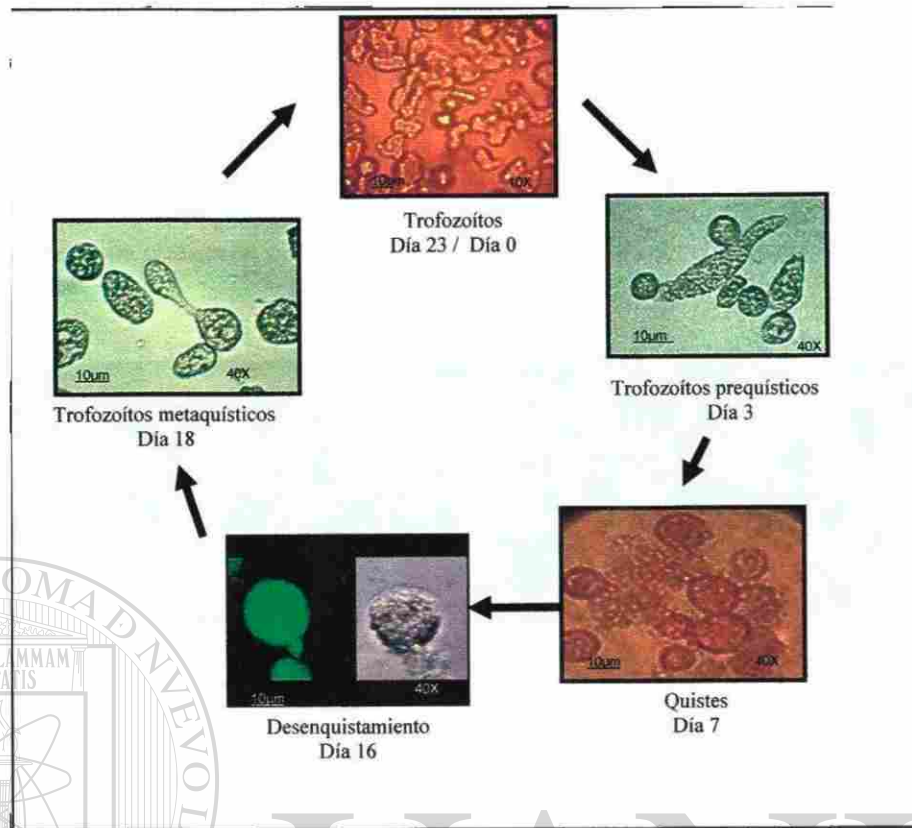 10µm 10X
Trofozoítos
Día 23 / Día 0
10µm 40X
Trofozoítos prequísticos
Día 3
10µm 40X
Quistes
Día 7
10µm 40X
Desenquistamiento
Día 16
10µm 40X
Trofozoítos metaquísticos
Día 18